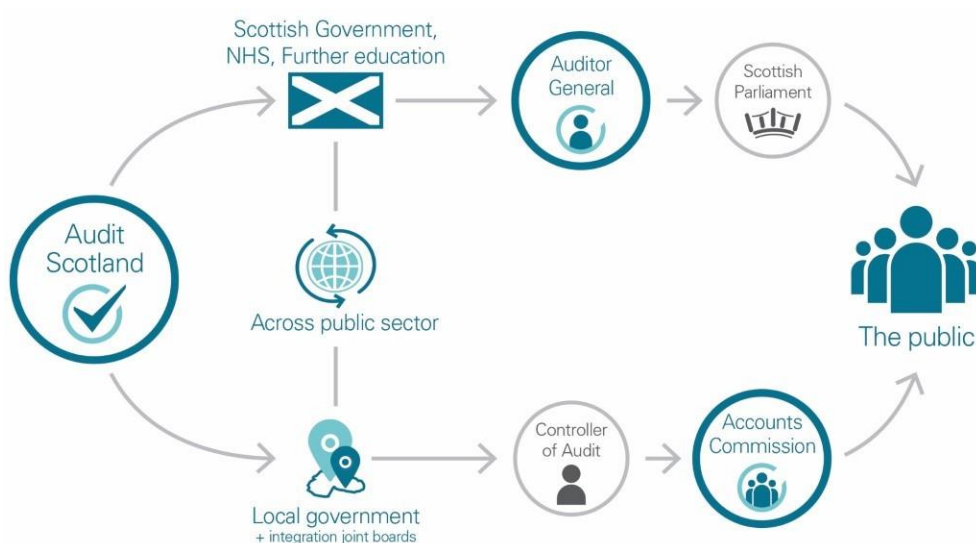 Scottish Government,
NHS, Further education
Auditor
General
Scottish
Parliament
Audit
Scotland
Across public sector
The public
Controller
of Audit
Accounts
Commission
Local government
+ integration joint boards